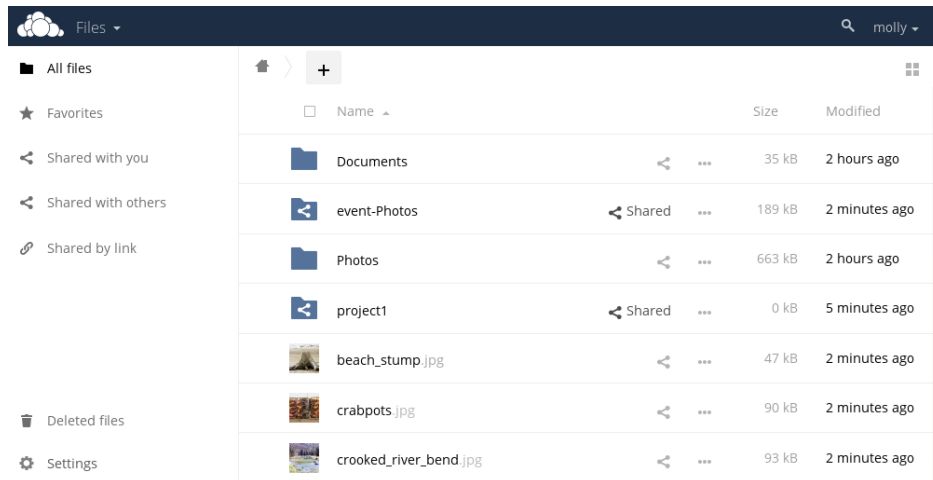 Files
molly
All files
Favorites
Shared with you
Shared with others
Shared by link
Deleted files
Settings
+
Name Size Modified
Documents ... 35 kB 2 hours ago
event-Photos Shared ... 189 kB 2 minutes ago
Photos ... 663 kB 2 hours ago
project1 Shared ... 0 kB 5 minutes ago
beach_stump.jpg ... 47 kB 2 minutes ago
crabpots.jpg ... 90 kB 2 minutes ago
crooked_river_bend.jpg ... 93 kB 2 minutes ago